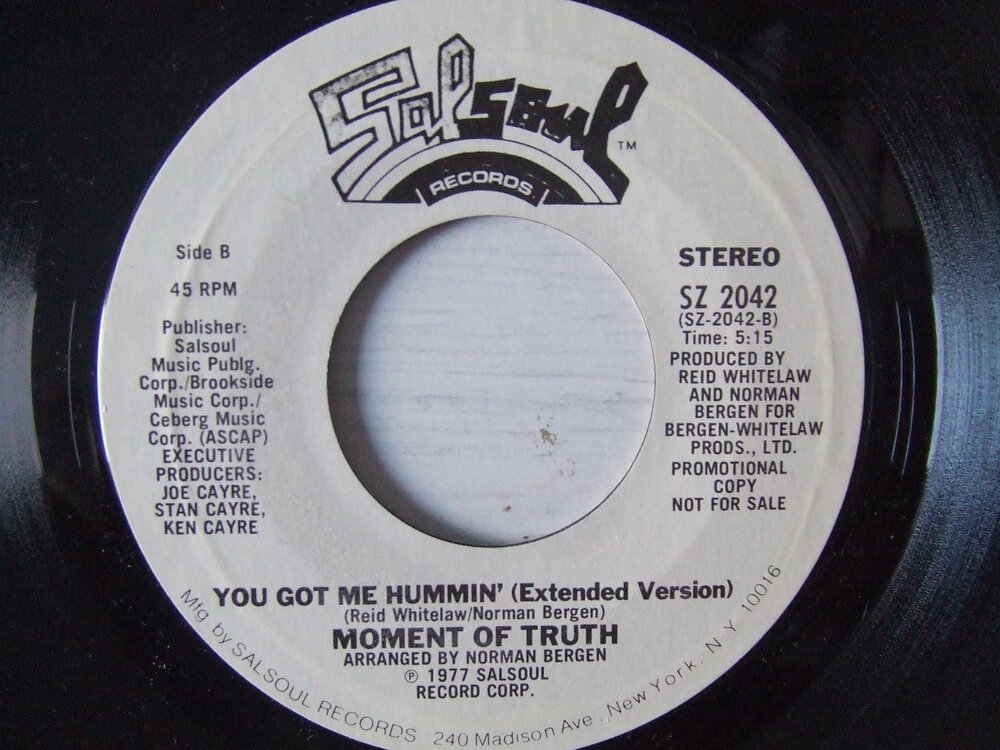 Salsoul
TM
RECORDS
Side B
45 RPM
Publisher:
Salsoul
Music Publg.
Corp./Brookside
Music Corp./
Ceberg Music
Corp. (ASCAP)
EXECUTIVE
PRODUCERS:
JOE CAYRE,
STAN CAYRE,
KEN CAYRE
STEREO
SZ 2042
(SZ-2042-B)
Time: 5:15
PRODUCED BY
REID WHITELAW
AND NORMAN
BERGEN FOR
BERGEN-WHITELAW
PRODS., LTD.
PROMOTIONAL
COPY
NOT FOR SALE
YOU GOT ME HUMMIN' (Extended Version)
(Reid Whitelaw/Norman Bergen)
MOMENT OF TRUTH
ARRANGED BY NORMAN BERGEN
℗ 1977 SALSOUL
RECORD CORP.
Mfg by SALSOUL RECORDS 240 Madison Ave., New York, N.Y 10016